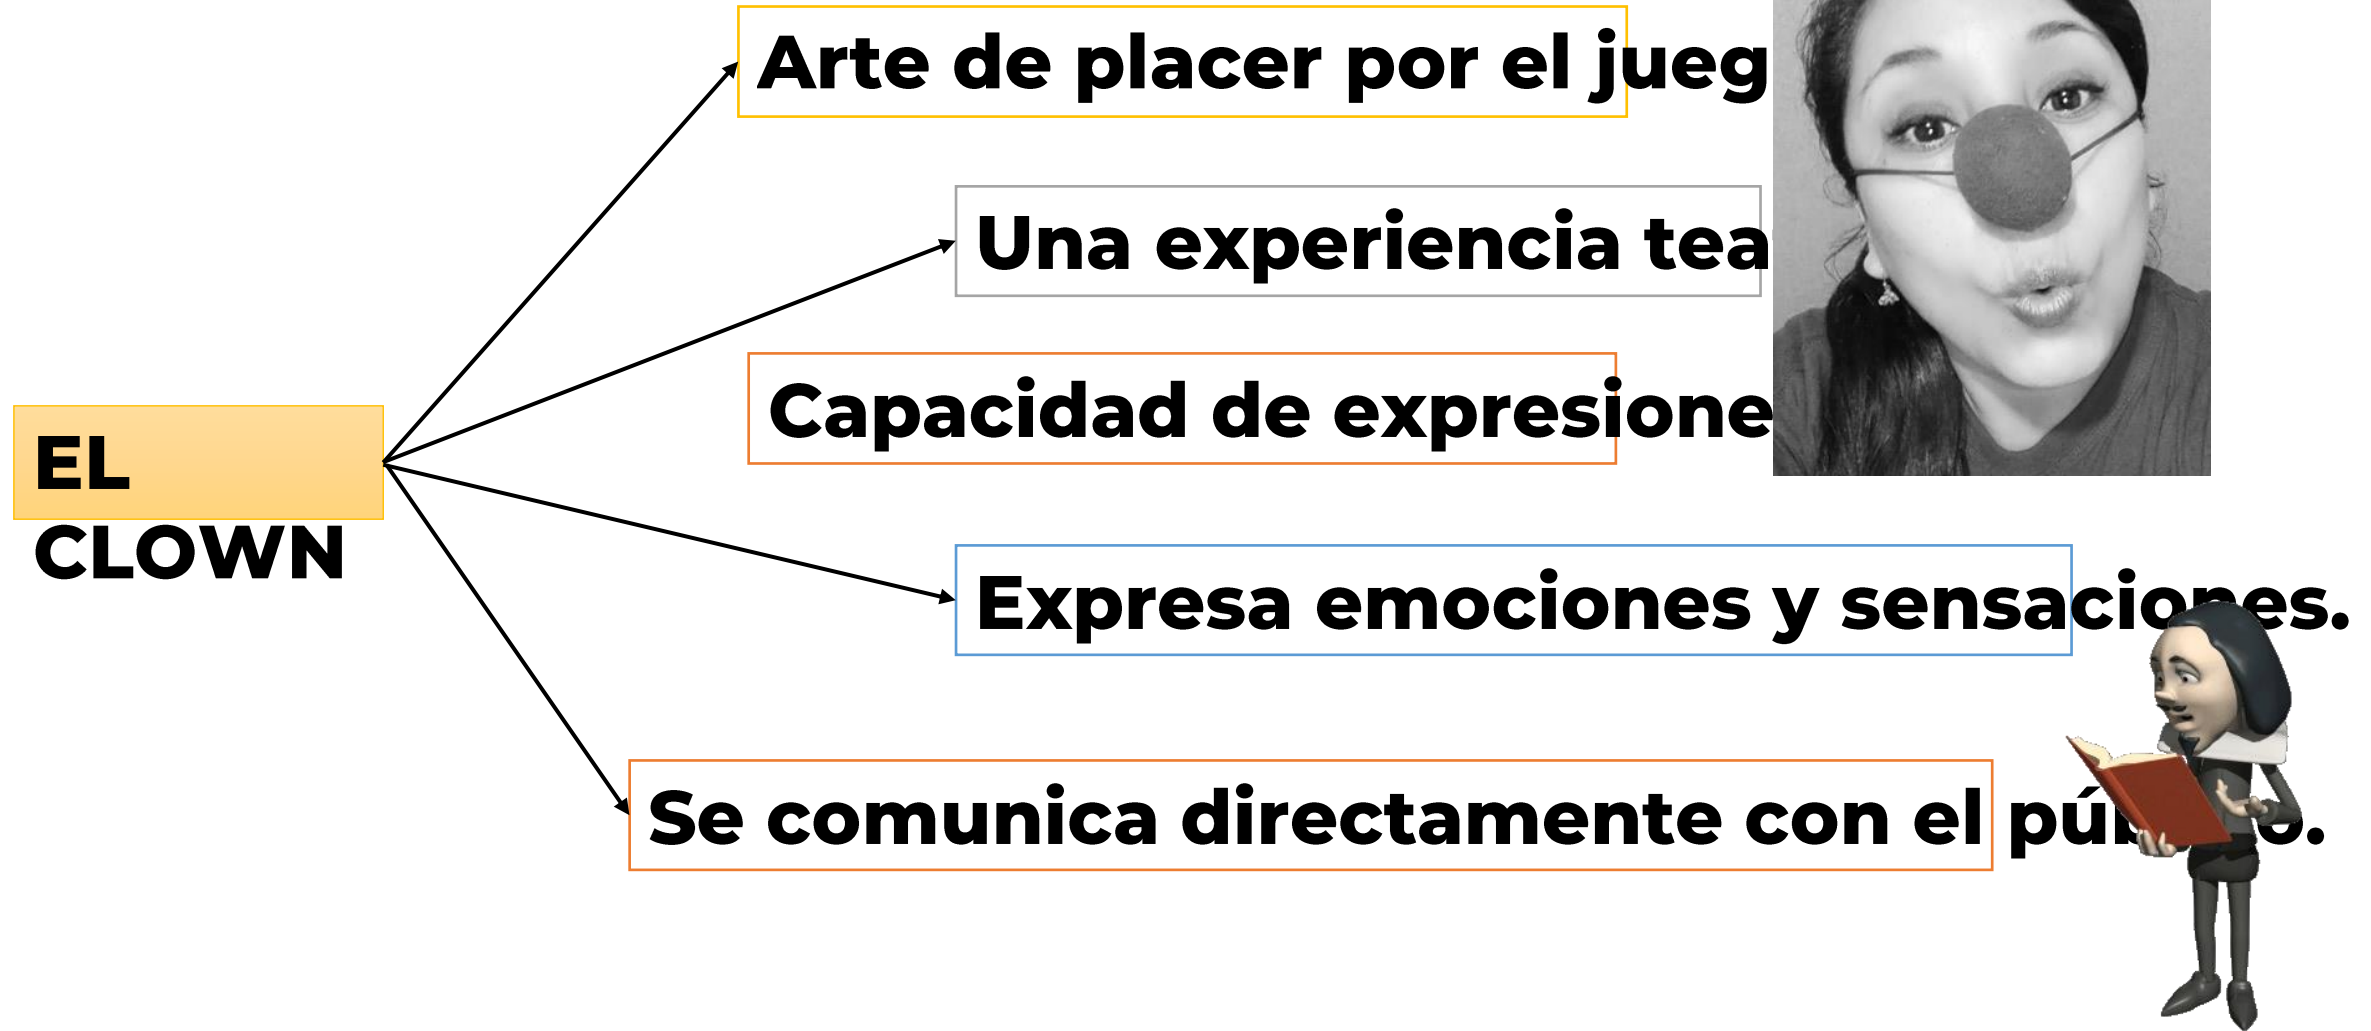 Arte de placer por el jueg
Una experiencia tea
Capacidad de expresione
EL
CLOWN
Expresa emociones y sensaciones.
Se comunica directamente con el